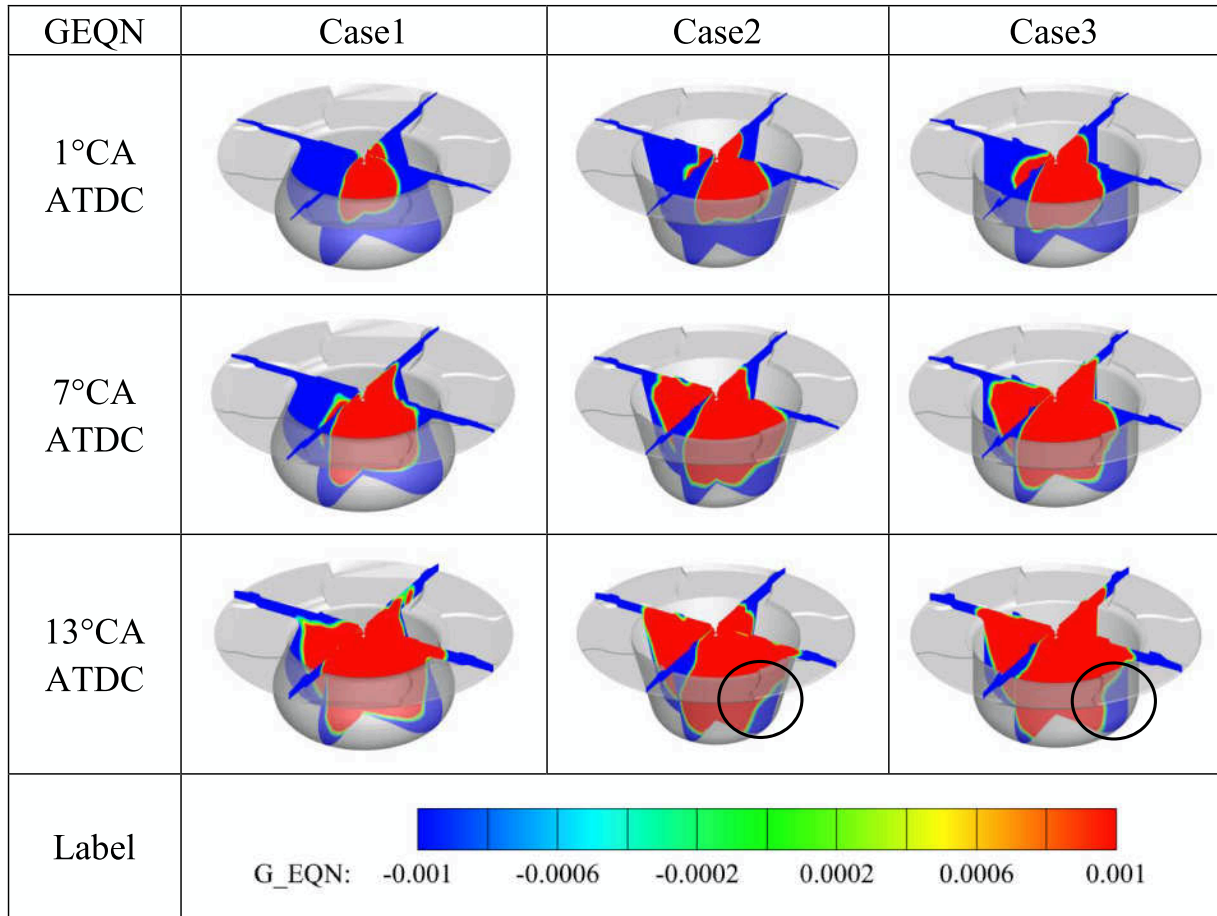 GEQN Case1 Case2 Case3
1°CA
ATDC
7°CA
ATDC
13°CA
ATDC
Label
G_EQN: -0.001 -0.0006 -0.0002 0.0002 0.0006 0.001